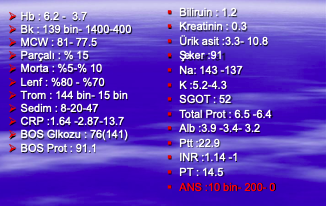 Hb : 6.2 - 3.7
Bk : 139 bin- 1400-400
MCW : 81- 77.5
Parçalı : % 15
Morta : %5-% 10
Lenf : %80 - %70
Trom : 144 bin- 15 bin
Sedim : 8-20-47
CRP :1.64 -2.87-13.7
BOS Glkozu : 76(141)
BOS Prot : 91.1
Biliruin : 1.2
Kreatinin : 0.3
Ürik asit :3.3- 10.8
Şeker :91
Na: 143 -137
K :5.2-4.3
SGOT : 52
Total Prot : 6.5 -6.4
Alb :3.9 -3.4- 3.2
Ptt :22.9
INR :1.14 -1
PT : 14.5
ANS :10 bin- 200- 0